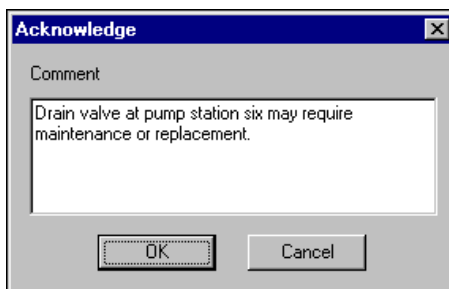 Acknowledge
Comment
Drain valve at pump station six may require
maintenance or replacement.
OK
Cancel